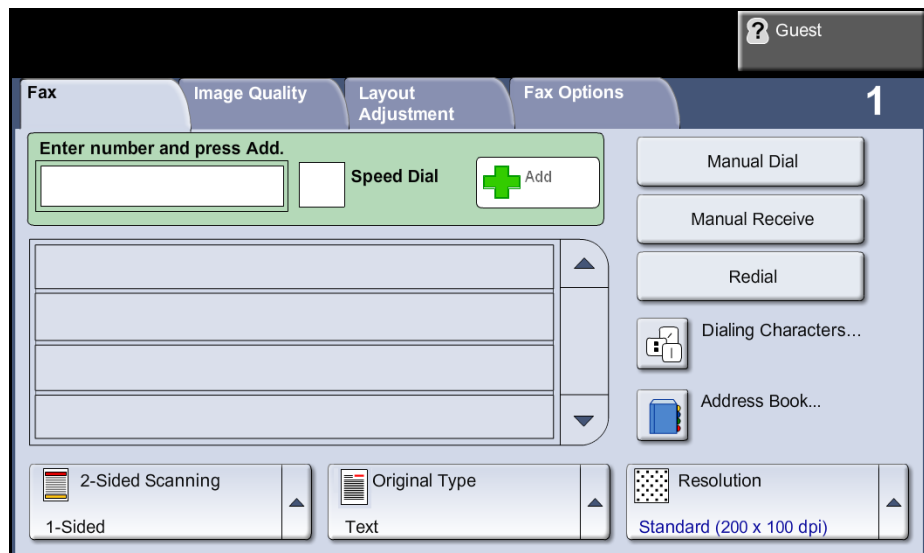 ? Guest
Fax
Image Quality
Layout
Adjustment
Fax Options
1
Enter number and press Add.
Speed Dial
Add
Manual Dial
Manual Receive
Redial
Dialing Characters...
Address Book...
2-Sided Scanning
1-Sided
Original Type
Text
Resolution
Standard (200 x 100 dpi)